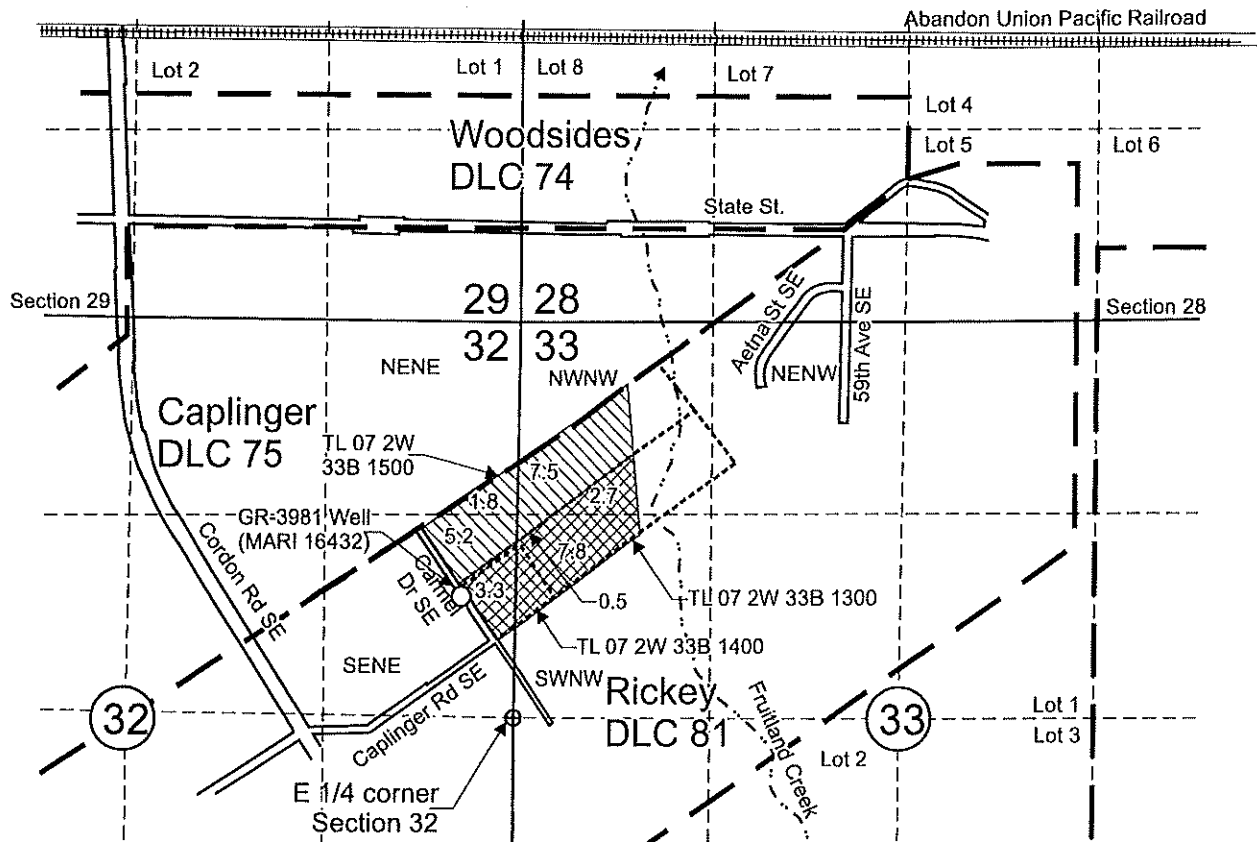 Abandon Union Pacific Railroad
Lot 2
Lot 1
Lot 8
Lot 7
Lot 4
Lot 5
Lot 6
Woodsides
DLC 74
State St.
Section 29
29
28
Section 28
32
33
Aetna St SE
59th Ave SE
NENE
NWNW
NENW
Caplinger
DLC 75
TL 07 2W
33B 1500
7.5
1.8
2.7
GR-3981 Well
(MARI 16432)
5.2
7.8
Cordon Rd SE
Carmel
Dr SE
3.3
0.5
TL 07 2W 33B 1300
TL 07 2W 33B 1400
SENE
SWNW
Caplinger Rd SE
Rickey
DLC 81
Fruitland Creek
32
33
Lot 1
Lot 3
Lot 2
E 1/4 corner
Section 32